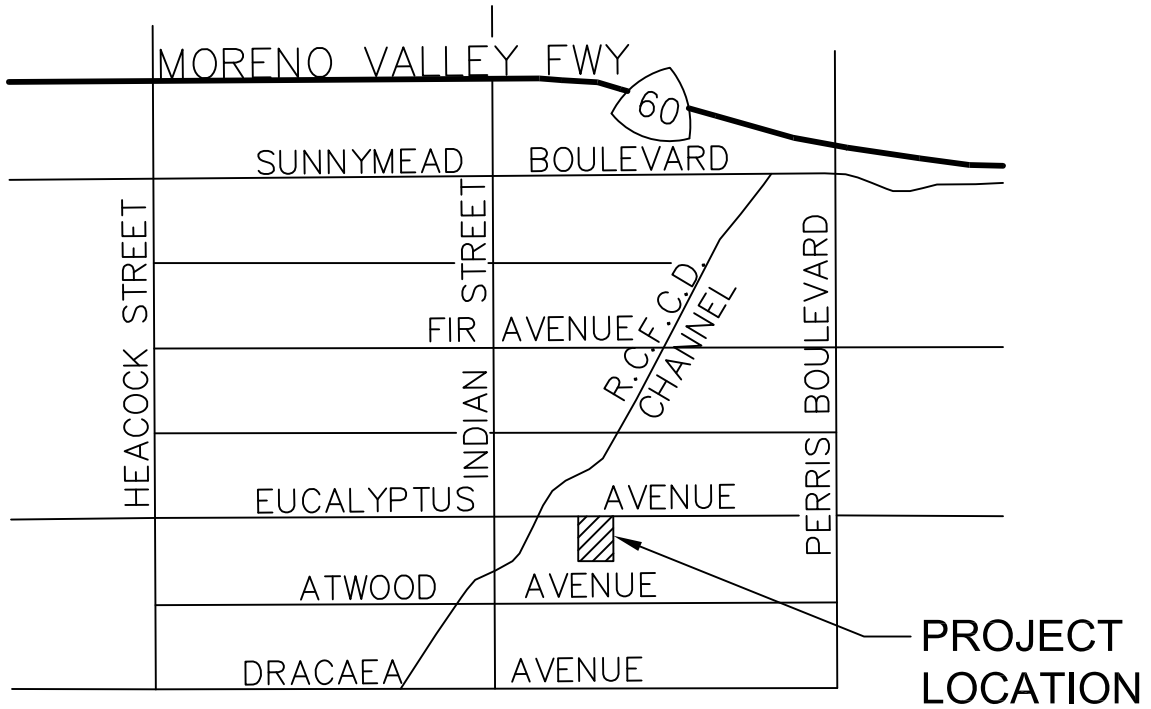 MORENO VALLEY FWY
60
SUNNYMEAD BOULEVARD
HEACOCK STREET
INDIAN STREET
PERRIS BOULEVARD
R.C.F.C.D.
CHANNEL
FIR AVENUE
EUCALYPTUS AVENUE
ATWOOD AVENUE
DRACAEA AVENUE
PROJECT
LOCATION